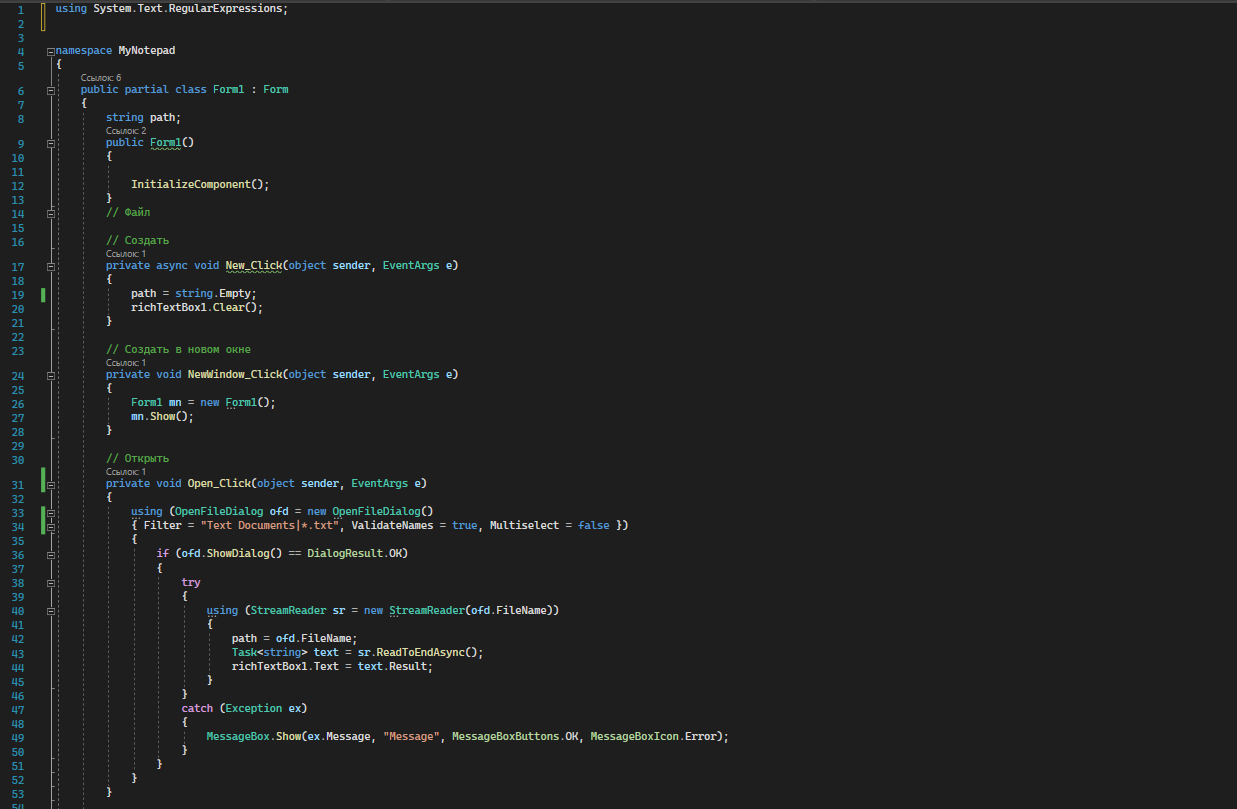 1 using System.Text.RegularExpressions;
2
3
4 namespace MyNotepad
5 {
Ссылок: 6
6 public partial class Form1 : Form
7 {
8 string path;
Ссылок: 2
9 public Form1()
10 {
11
12 InitializeComponent();
13 }
14 // Файл
15
16 // Создать
Ссылок: 1
17 private async void New_Click(object sender, EventArgs e)
18 {
19 path = string.Empty;
20 richTextBox1.Clear();
21 }
22
23 // Создать в новом окне
Ссылок: 1
24 private void NewWindow_Click(object sender, EventArgs e)
25 {
26 Form1 mn = new Form1();
27 mn.Show();
28 }
29
30 // Открыть
Ссылок: 1
31 private void Open_Click(object sender, EventArgs e)
32 {
33 using (OpenFileDialog ofd = new OpenFileDialog()
34 { Filter = "Text Documents|*.txt", ValidateNames = true, Multiselect = false })
35 {
36 if (ofd.ShowDialog() == DialogResult.OK)
37 {
38 try
39 {
40 using (StreamReader sr = new StreamReader(ofd.FileName))
41 {
42 path = ofd.FileName;
43 Task<string> text = sr.ReadToEndAsync();
44 richTextBox1.Text = text.Result;
45 }
46 }
47 catch (Exception ex)
48 {
49 MessageBox.Show(ex.Message, "Message", MessageBoxButtons.OK, MessageBoxIcon.Error);
50 }
51 }
52 }
53 }
54